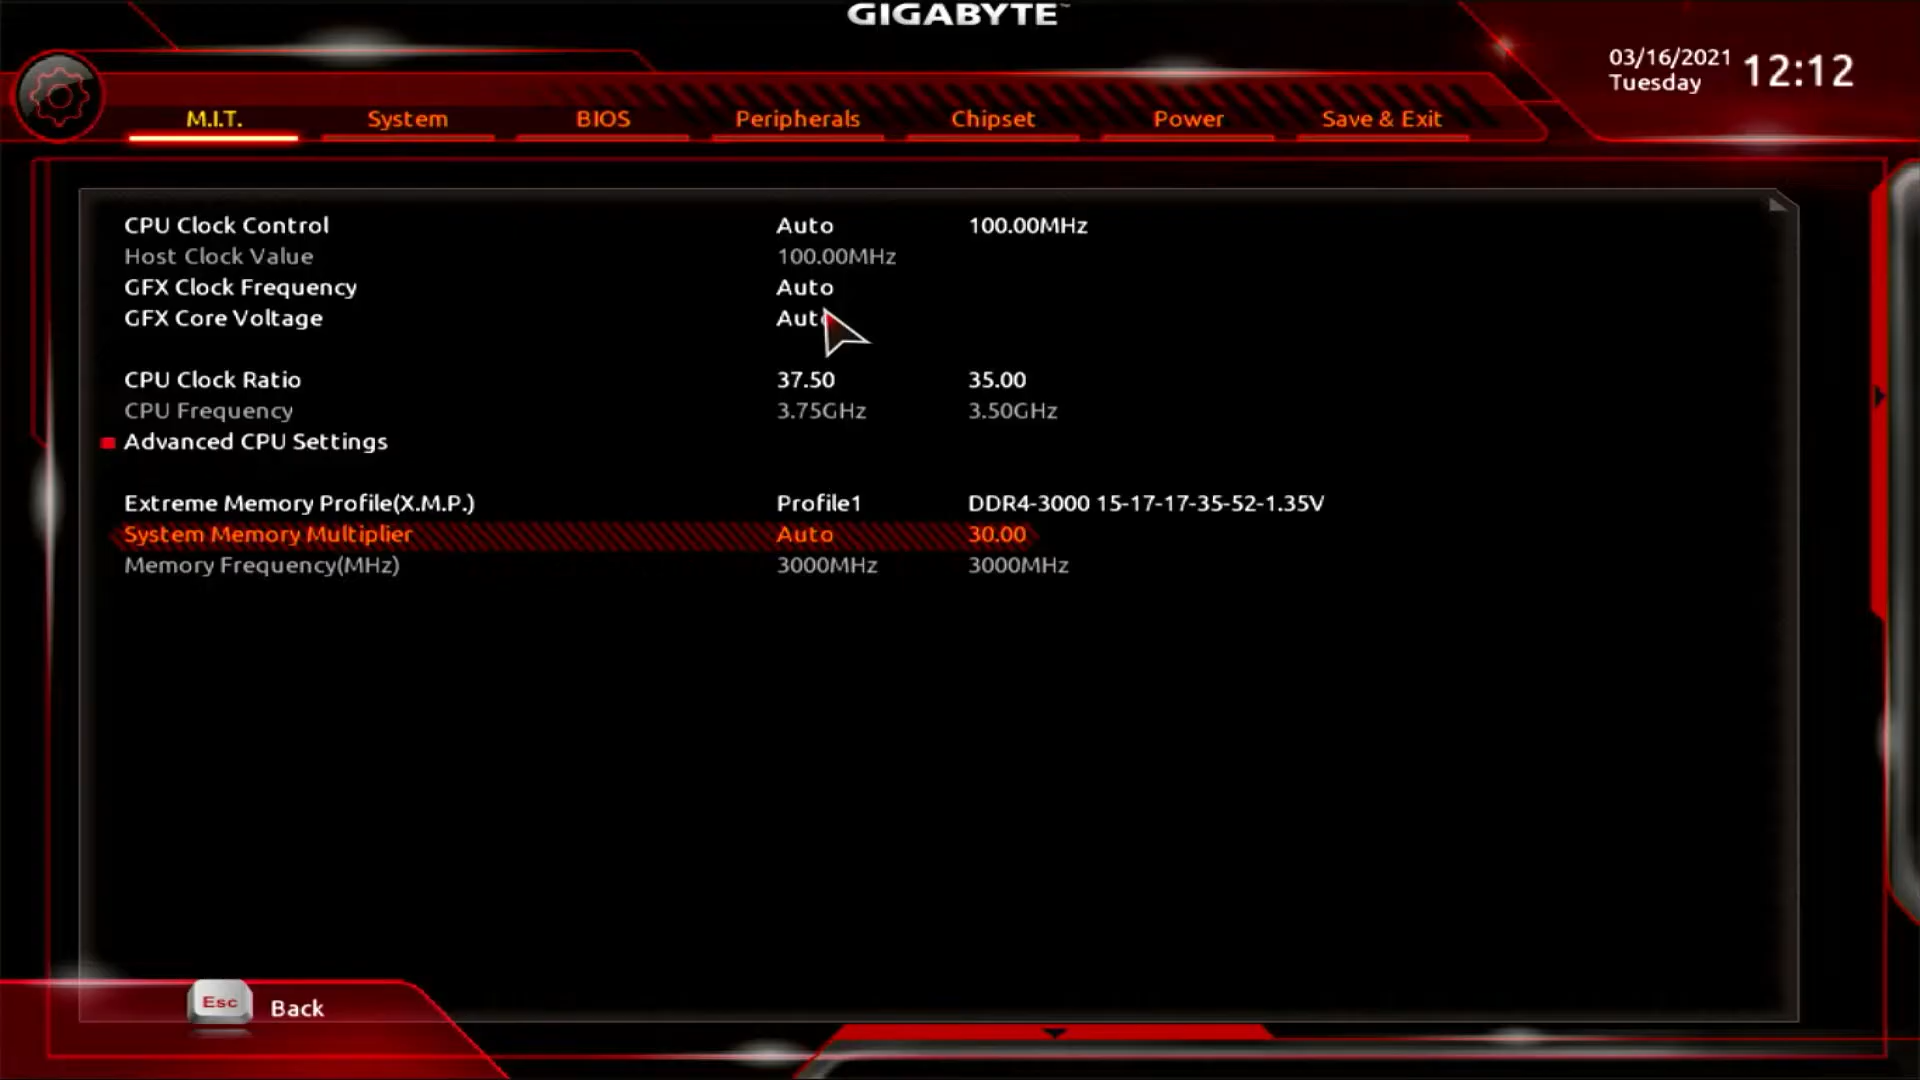 GIGABYTE™
03/16/2021
Tuesday
12:12
M.I.T. System BIOS Peripherals Chipset Power Save & Exit
CPU Clock Control Auto 100.00MHz
Host Clock Value 100.00MHz
GFX Clock Frequency Auto
GFX Core Voltage Auto
CPU Clock Ratio 37.50 35.00
CPU Frequency 3.75GHz 3.50GHz
Advanced CPU Settings
Extreme Memory Profile(X.M.P.) Profile1 DDR4-3000 15-17-17-35-52-1.35V
System Memory Multiplier Auto 30.00
Memory Frequency(MHz) 3000MHz 3000MHz
Esc Back